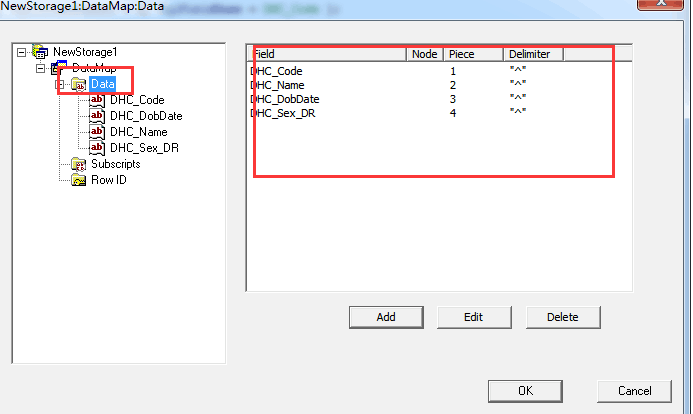 NewStorage1:DataMap:Data
NewStorage1
DataMap
Data
DHC_Code
DHC_DobDate
DHC_Name
DHC_Sex_DR
Subscripts
Row ID
Field Node Piece Delimiter
DHC_Code 1 "^"
DHC_Name 2 "^"
DHC_DobDate 3 "^"
DHC_Sex_DR 4 "^"
Add Edit Delete
OK Cancel